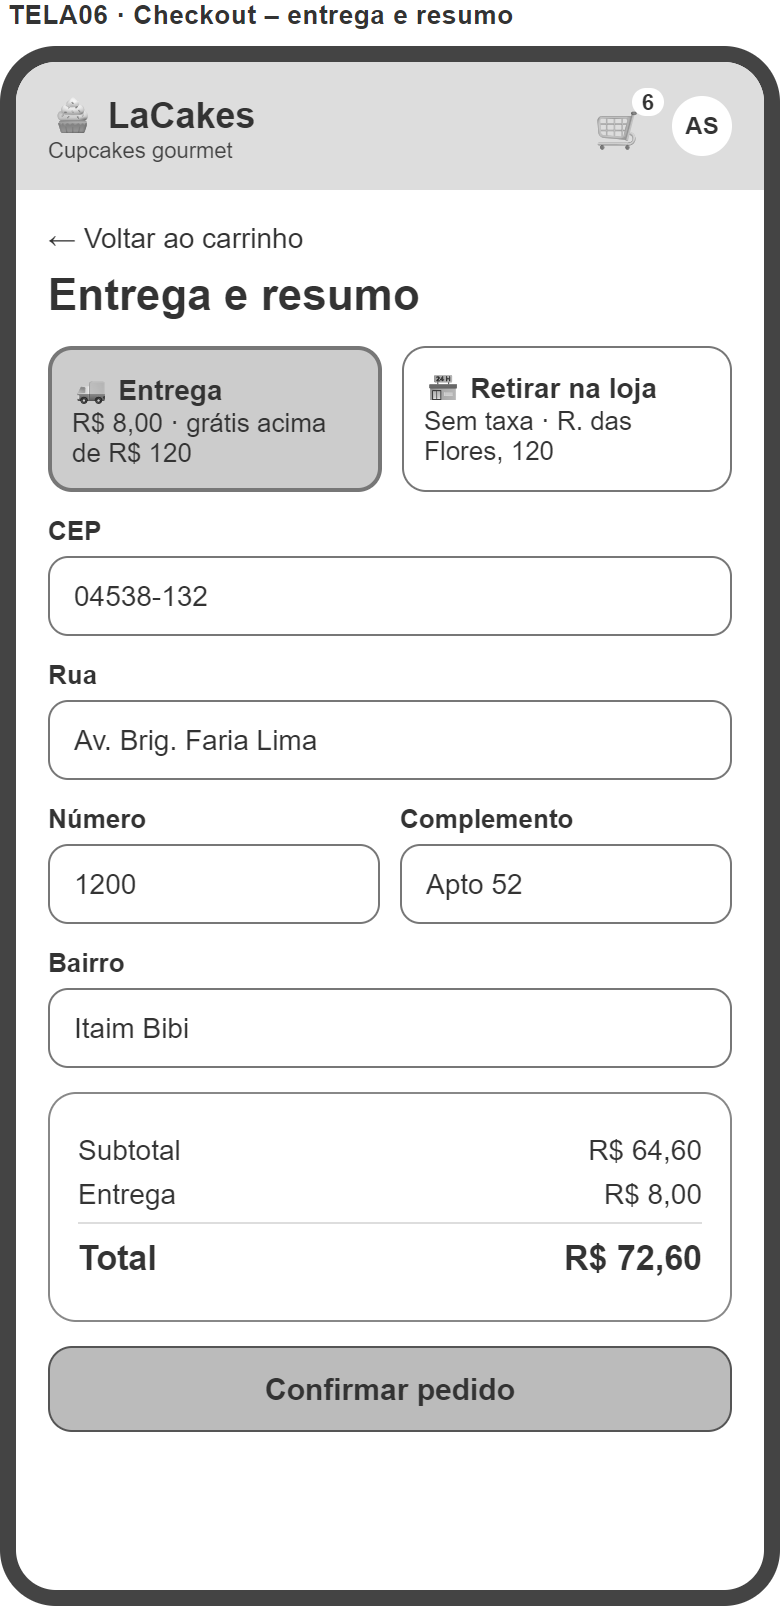 TELA06 · Checkout – entrega e resumo
LaCakes
6
AS
Cupcakes gourmet
← Voltar ao carrinho
Entrega e resumo
Entrega
R$ 8,00 · grátis acima
de R$ 120
24 H
Retirar na loja
Sem taxa · R. das
Flores, 120
CEP
04538-132
Rua
Av. Brig. Faria Lima
Número
1200
Complemento
Apto 52
Bairro
Itaim Bibi
Subtotal R$ 64,60
Entrega R$ 8,00
Total R$ 72,60
Confirmar pedido